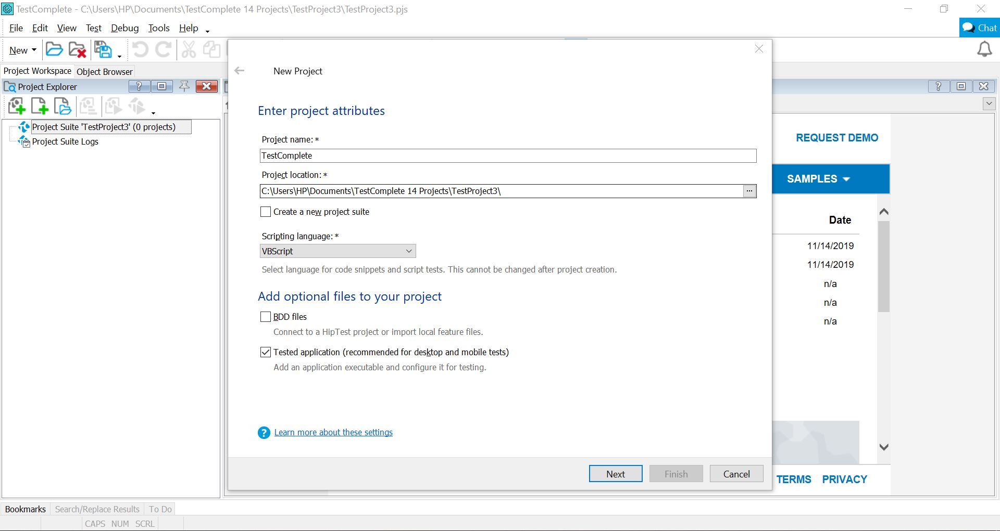 TestComplete - C:\Users\HP\Documents\TestComplete 14 Projects\TestProject3\TestProject3.pjs
File Edit View Test Debug Tools Help
Chat
New
Project Workspace Object Browser
Project Explorer
Project Suite 'TestProject3' (0 projects)
Project Suite Logs
New Project
Enter project attributes
Project name: *
TestComplete
Project location: *
C:\Users\HP\Documents\TestComplete 14 Projects\TestProject3\
...
Create a new project suite
Scripting language: *
VBScript
Select language for code snippets and script tests. This cannot be changed after project creation.
Add optional files to your project
BDD files
Connect to a HipTest project or import local feature files.
Tested application (recommended for desktop and mobile tests)
Add an application executable and configure it for testing.
? Learn more about these settings
Next Finish Cancel
REQUEST DEMO
SAMPLES
Date
11/14/2019
11/14/2019
n/a
n/a
n/a
TERMS PRIVACY
Bookmarks Search/Replace Results To Do
CAPS NUM SCRL